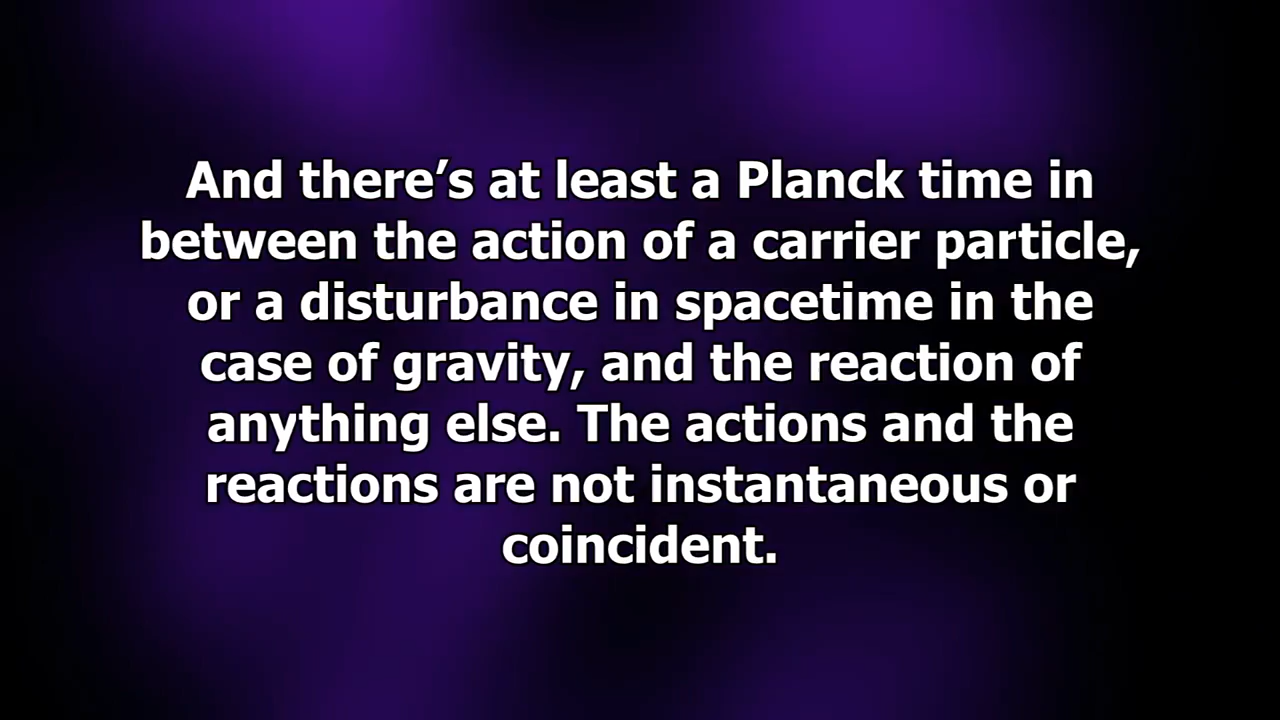 And there’s at least a Planck time in
between the action of a carrier particle,
or a disturbance in spacetime in the
case of gravity, and the reaction of
anything else. The actions and the
reactions are not instantaneous or
coincident.